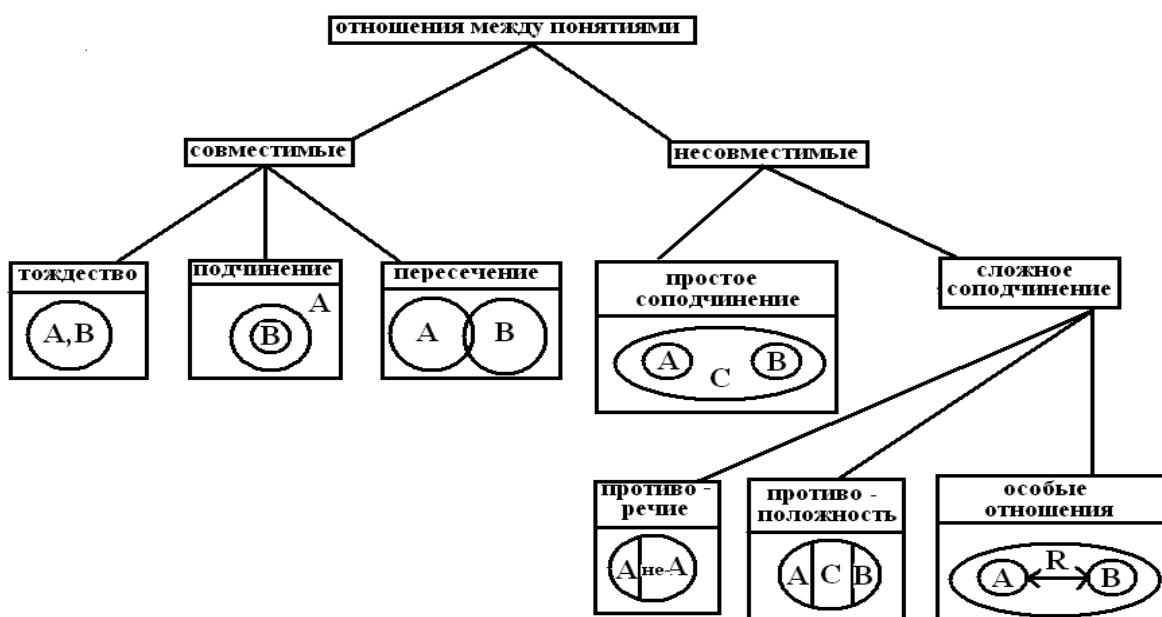 отношения между понятиями
совместимые
несовместимые
тождество
А,В
подчинение
А
В
пересечение
А
В
простое
соподчинение
А
С
В
сложное
соподчинение
противо -
речие
А не-А
противо -
положность
А С В
особые
отношения
А
R
В